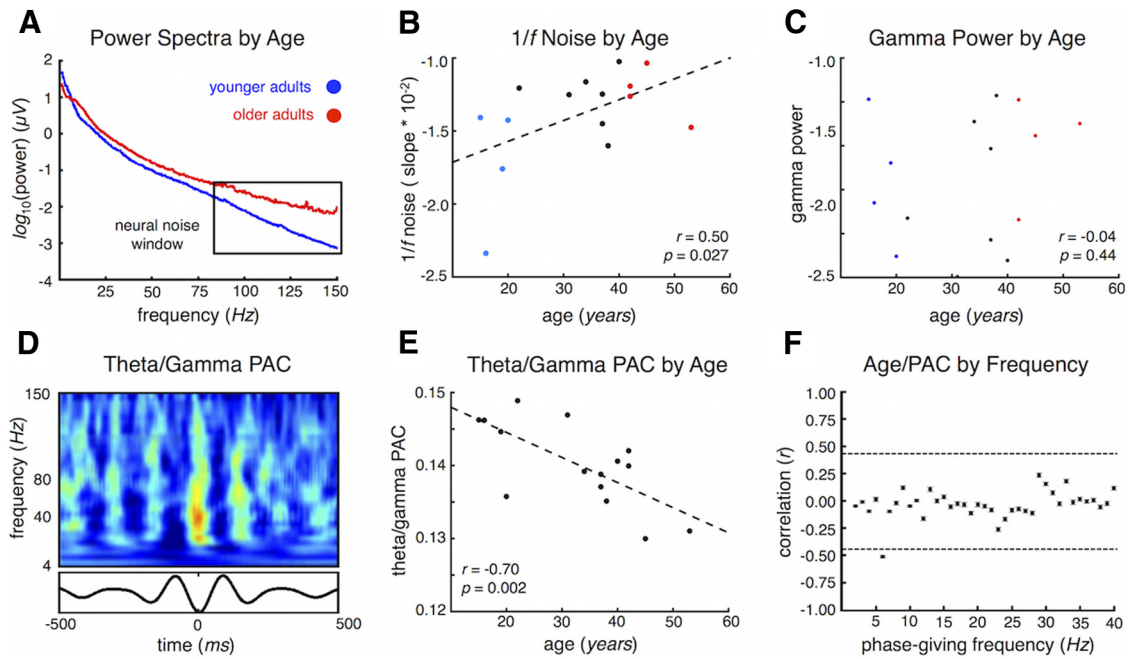 A
Power Spectra by Age
2
1
0
-1
-2
-3
-4
log10(power) (µV)
younger adults
older adults
neural noise
window
25 50 75 100 125 150
frequency (Hz)
B
1/f Noise by Age
-1.0
-1.5
-2.0
-2.5
1/f noise ( slope * 10-2)
r = 0.50
p = 0.027
20 30 40 50 60
age (years)
C
Gamma Power by Age
-1.0
-1.5
-2.0
-2.5
gamma power
r = -0.04
p = 0.44
20 30 40 50 60
age (years)
D
Theta/Gamma PAC
150
80
40
4
frequency (Hz)
-500 0 500
time (ms)
E
Theta/Gamma PAC by Age
0.15
0.14
0.13
0.12
theta/gamma PAC
r = -0.70
p = 0.002
20 30 40 50 60
age (years)
F
Age/PAC by Frequency
1.00
0.75
0.50
0.25
0.00
-0.25
-0.50
-0.75
-1.00
correlation (r)
5 10 15 20 25 30 35 40
phase-giving frequency (Hz)